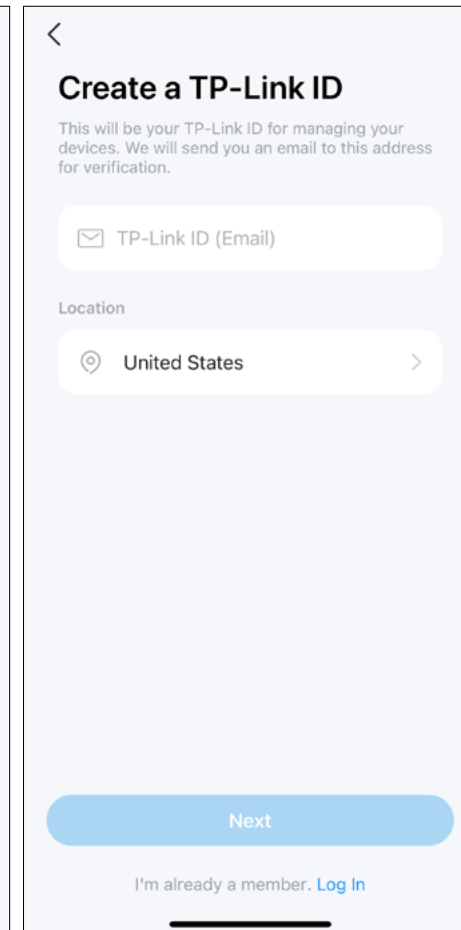 Create a TP-Link ID
This will be your TP-Link ID for managing your
devices. We will send you an email to this address
for verification.
TP-Link ID (Email)
Location
United States
Next
I'm already a member. Log In